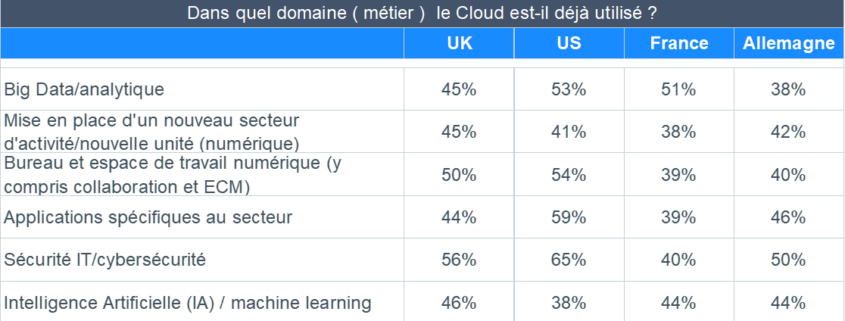 Dans quel domaine ( métier ) le Cloud est-il déjà utilisé ?
UK US France Allemagne
Big Data/analytique 45% 53% 51% 38%
Mise en place d'un nouveau secteur
d'activité/nouvelle unité (numérique) 45% 41% 38% 42%
Bureau et espace de travail numérique (y
compris collaboration et ECM) 50% 54% 39% 40%
Applications spécifiques au secteur 44% 59% 39% 46%
Sécurité IT/cybersécurité 56% 65% 40% 50%
Intelligence Artificielle (IA) / machine learning 46% 38% 44% 44%